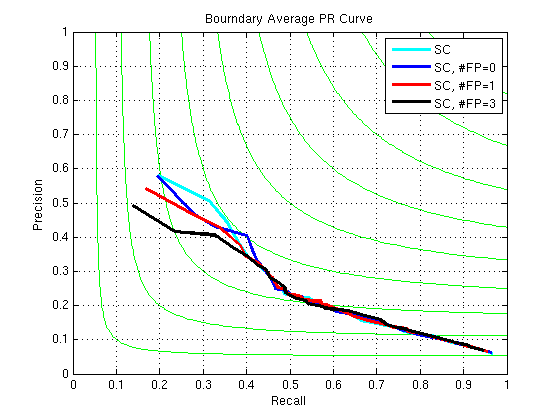 Bourndary Average PR Curve
SC
SC, #FP=0
SC, #FP=1
SC, #FP=3
1
0.9
0.8
0.7
0.6
0.5
0.4
0.3
0.2
0.1
0
Precision
0 0.1 0.2 0.3 0.4 0.5 0.6 0.7 0.8 0.9 1
Recall